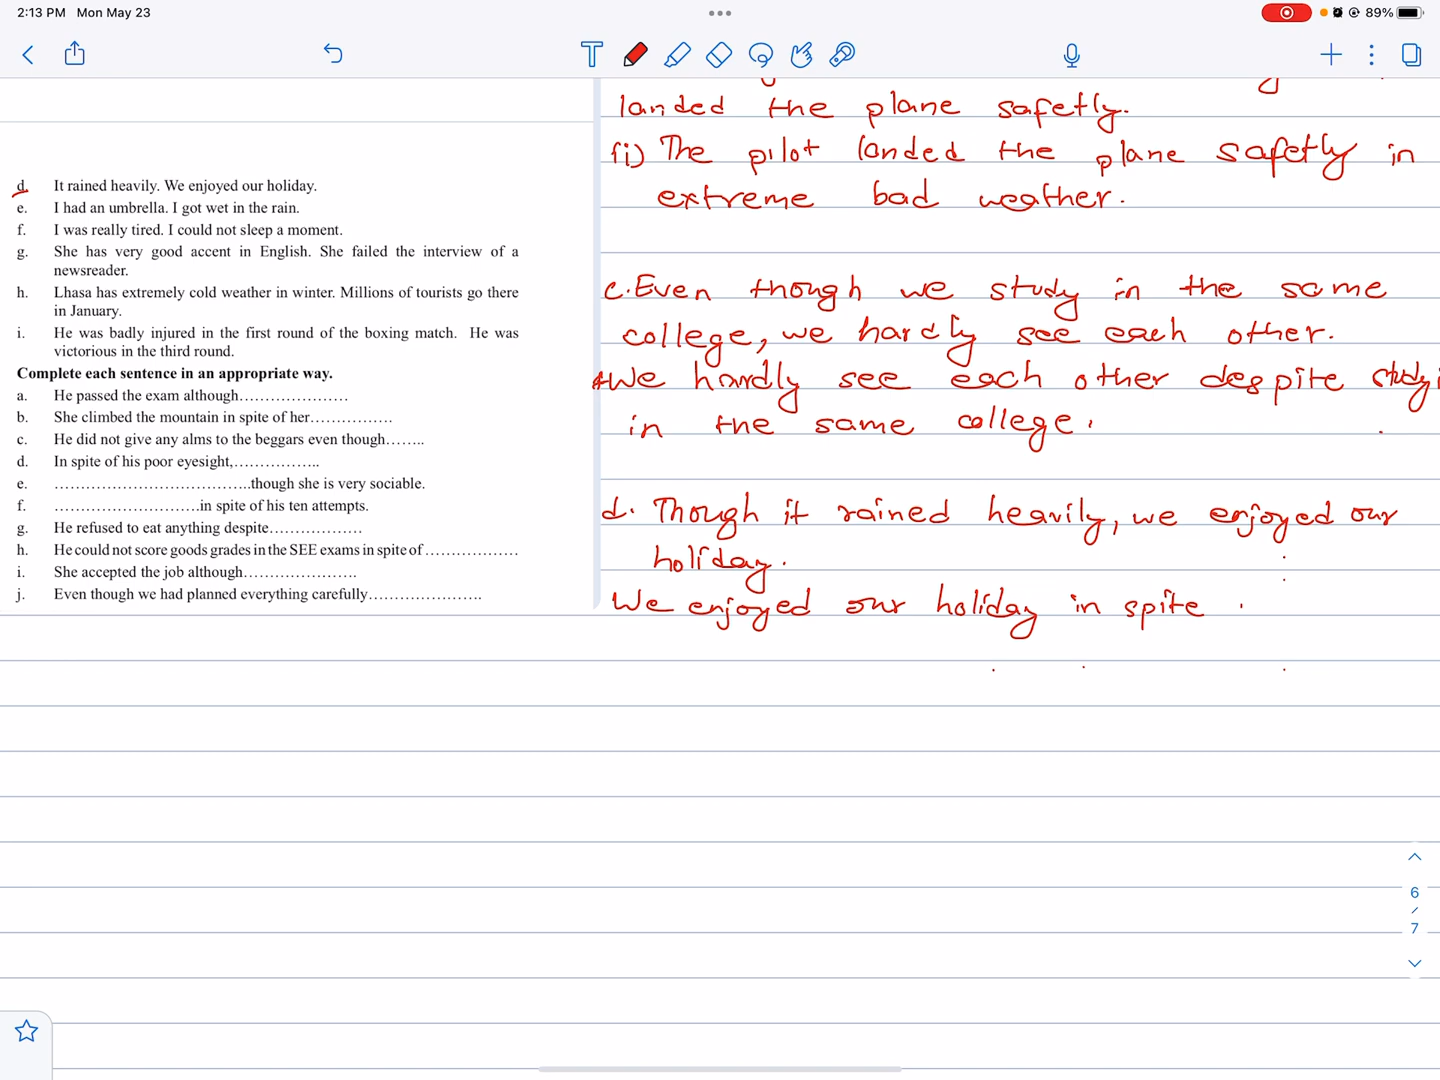 2:13 PM Mon May 23
89%
d. It rained heavily. We enjoyed our holiday.
e. I had an umbrella. I got wet in the rain.
f. I was really tired. I could not sleep a moment.
g. She has very good accent in English. She failed the interview of a
newsreader.
h. Lhasa has extremely cold weather in winter. Millions of tourists go there
in January.
i. He was badly injured in the first round of the boxing match. He was
victorious in the third round.
Complete each sentence in an appropriate way.
a. He passed the exam although…………………
b. She climbed the mountain in spite of her……………
c. He did not give any alms to the beggars even though……..
d. In spite of his poor eyesight,……………..
e. ………………………………..though she is very sociable.
f. ………………………in spite of his ten attempts.
g. He refused to eat anything despite………………
h. He could not score goods grades in the SEE exams in spite of………………
i. She accepted the job although………………….
j. Even though we had planned everything carefully………………….
landed the plane safetly.
ii) The pilot landed the plane safetly in
extreme bad weather.
c. Even though we study in the same
college, we hardly see each other.
We hardly see each other despite studyi
in the same college.
d. Though it rained heavily, we enjoyed our
holiday.
We enjoyed our holiday in spite
6
/
7